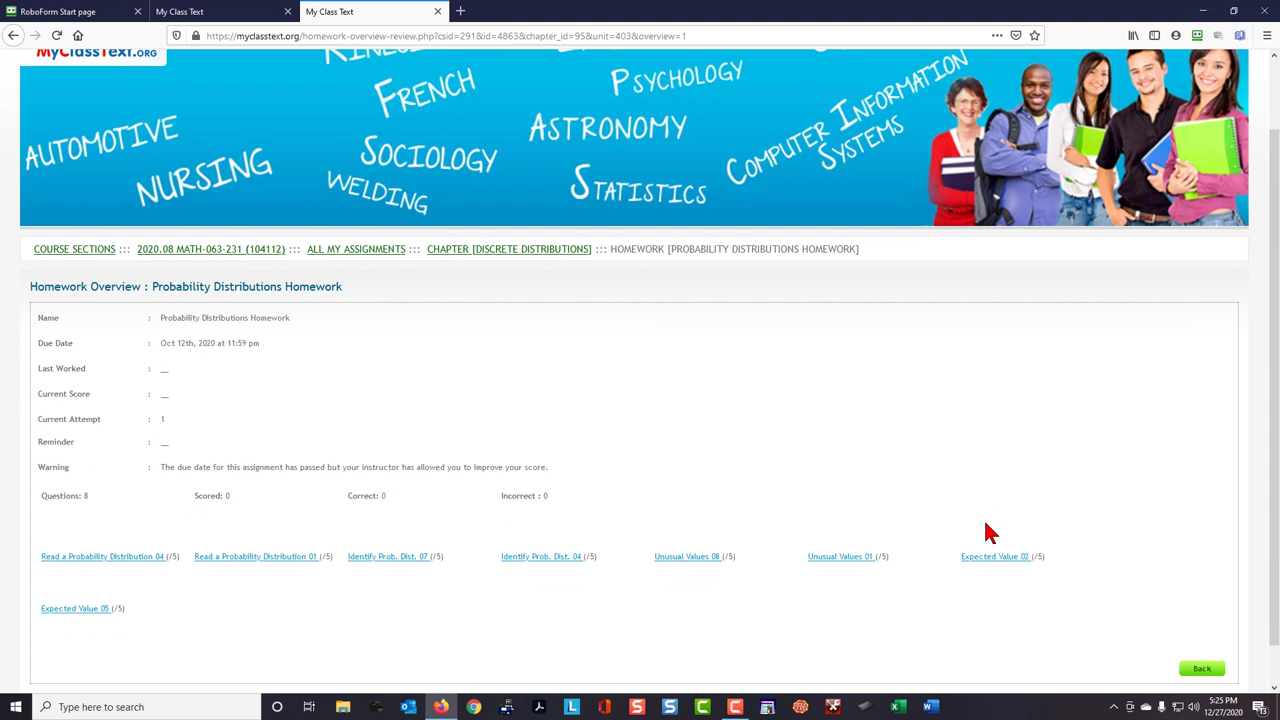 RoboForm Start page
My Class Text
My Class Text
https://myclasstext.org/homework-overview-review.php?csid=291&id=4863&chapter_id=95&unit=403&overview=1
MYCLASSTEXT.ORG
FRENCH
PSYCHOLOGY
AUTOMOTIVE
SOCIOLOGY
ASTRONOMY
COMPUTER INFORMATION SYSTEMS
NURSING
WELDING
STATISTICS
COURSE SECTIONS ::: 2020.08 MATH-063-231 (104112) ::: ALL MY ASSIGNMENTS ::: CHAPTER [DISCRETE DISTRIBUTIONS] ::: HOMEWORK [PROBABILITY DISTRIBUTIONS HOMEWORK]
Homework Overview : Probability Distributions Homework
Name : Probability Distributions Homework
Due Date : Oct 12th, 2020 at 11:59 pm
Last Worked : __
Current Score : __
Current Attempt : 1
Reminder : __
Warning : The due date for this assignment has passed but your instructor has allowed you to improve your score.
Questions: 8 Scored: 0 Correct: 0 Incorrect : 0
Read a Probability Distribution 04 (/5) Read a Probability Distribution 01 (/5) Identify Prob. Dist. 07 (/5) Identify Prob. Dist. 04 (/5) Unusual Values 08 (/5) Unusual Values 01 (/5) Expected Value 02 (/5)
Expected Value 05 (/5)
Back
Type here to search
5:25 PM
12/27/2020